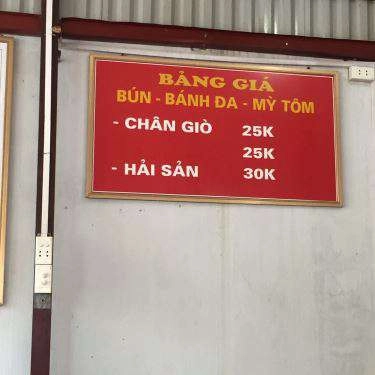 BẢNG GIÁ
BÚN - BÁNH ĐA - MỲ TÔM
- CHÂN GIÒ 25K
25K
- HẢI SẢN 30K